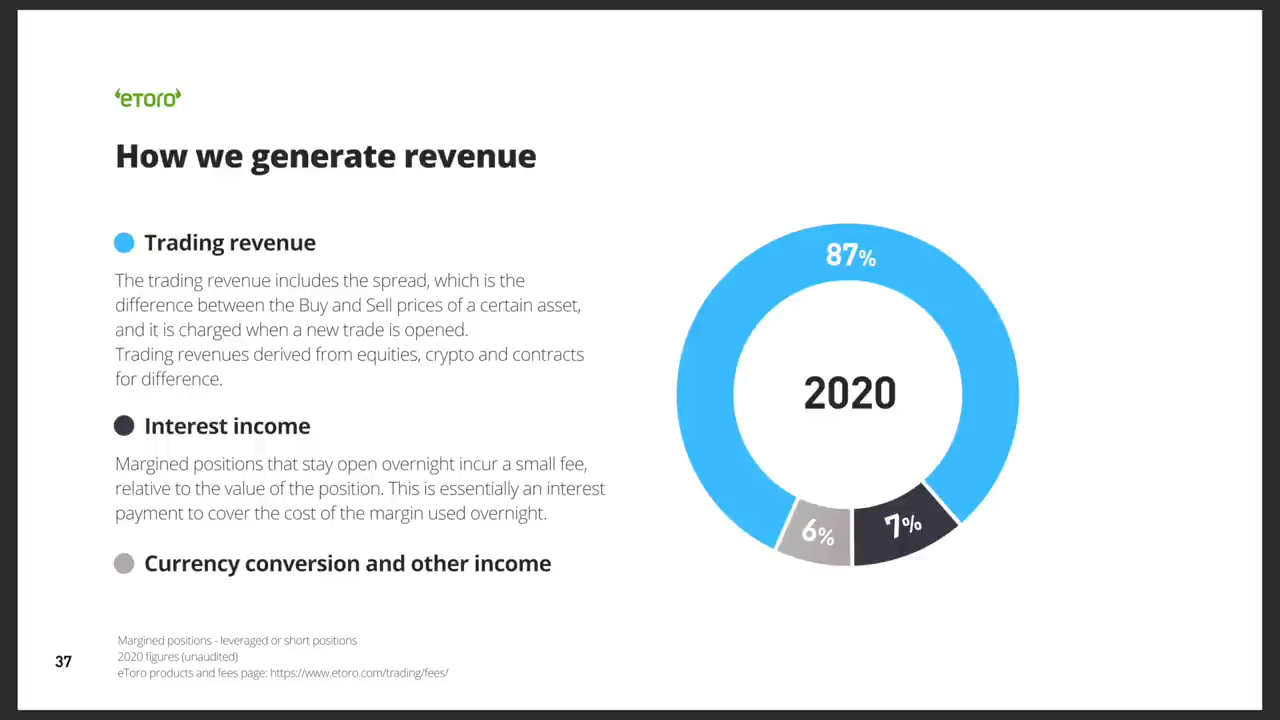 eToro
How we generate revenue
Trading revenue
The trading revenue includes the spread, which is the
difference between the Buy and Sell prices of a certain asset,
and it is charged when a new trade is opened.
Trading revenues derived from equities, crypto and contracts
for difference.
Interest income
Margined positions that stay open overnight incur a small fee,
relative to the value of the position. This is essentially an interest
payment to cover the cost of the margin used overnight.
Currency conversion and other income
87%
2020
6%
7%
Margined positions - leveraged or short positions
2020 figures (unaudited)
eToro products and fees page: https://www.etoro.com/trading/fees/
37